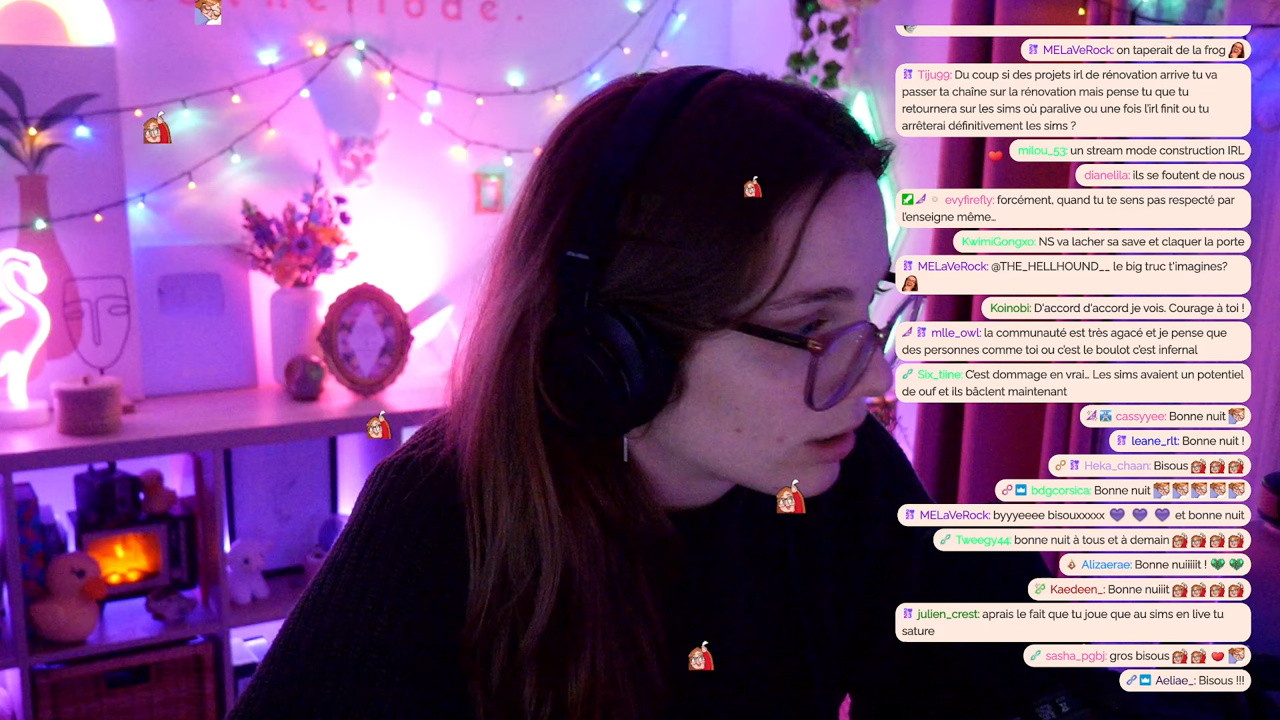 MELaVeRock: on taperait de la frog
Tiju99: Du coup si des projets irl de rénovation arrive tu va
passer ta chaîne sur la rénovation mais pense tu que tu
retournera sur les sims où paralive ou une fois l'irl finit ou tu
arrêterai définitivement les sims ?
milou_53: un stream mode construction IRL
dianelila: ils se foutent de nous
evyfirefly: forcément, quand tu te sens pas respecté par
l'enseigne même…
KwimiGongxo: NS va lacher sa save et claquer la porte
MELaVeRock: @THE_HELLHOUND__ le big truc t'imagines?
Koinobi: D'accord d'accord je vois. Courage à toi !
mlle_owl: la communauté est très agacé et je pense que
des personnes comme toi ou c'est le boulot c'est infernal
Six_tiine: C'est dommage en vrai… Les sims avaient un potentiel
de ouf et ils bâclent maintenant
cassyyee: Bonne nuit
leane_rlt: Bonne nuit !
Heka_chaan: Bisous
bdgcorsica: Bonne nuit
MELaVeRock: byyyeeee bisouxxxxx 💜 💜 💜 et bonne nuit
Tweegy44: bonne nuit à tous et à demain
Alizaerae: Bonne nuiiiiit !
Kaedeen_: Bonne nuiiit
julien_crest: aprais le fait que tu joue que au sims en live tu
sature
sasha_pgbj: gros bisous
Aeliae_: Bisous !!!